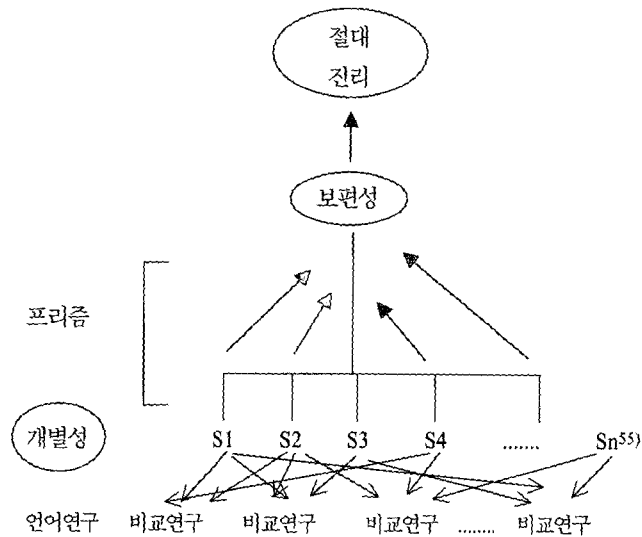 절대
진리
보편성
프리즘
개별성 S1 S2 S3 S4 ....... Sn55)
언어연구 비교연구 비교연구 비교연구 ........ 비교연구